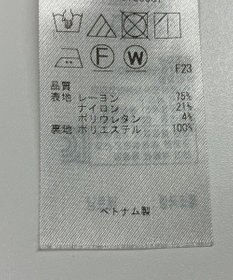 F W
F23
品質
表地 レーヨン 75%
ナイロン 21%
ポリウレタン 4%
裏地 ポリエステル 100%
ベトナム製